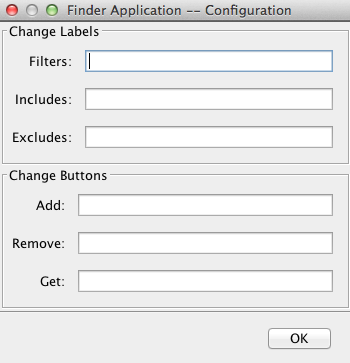 Finder Application -- Configuration
Change Labels
Filters:
Includes:
Excludes:
Change Buttons
Add:
Remove:
Get:
OK